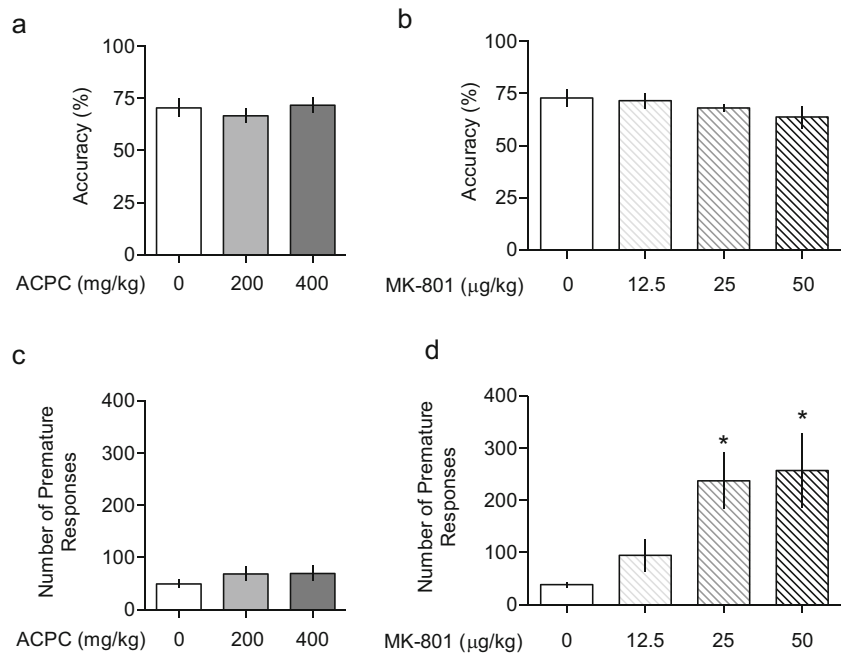 a
100
75
50
25
0
Accuracy (%)
ACPC (mg/kg) 0 200 400
b
100
75
50
25
0
Accuracy (%)
MK-801 (μg/kg) 0 12.5 25 50
c
400
300
200
100
0
Number of Premature
Responses
ACPC (mg/kg) 0 200 400
d
400
300
200
100
0
Number of Premature
Responses
* *
MK-801 (μg/kg) 0 12.5 25 50